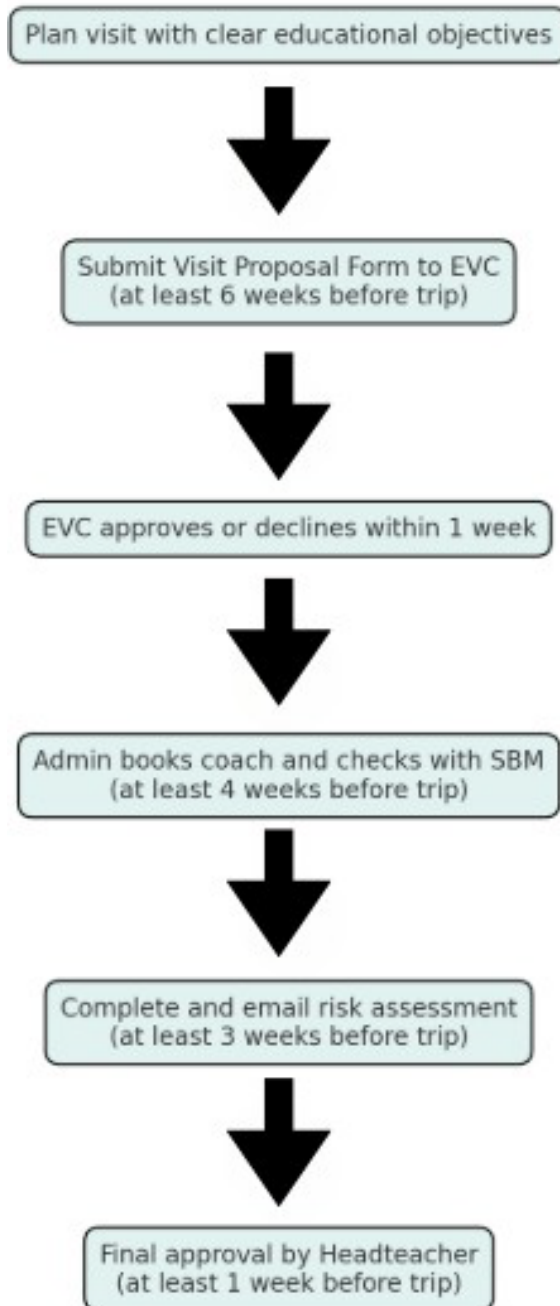 Plan visit with clear educational objectives
Submit Visit Proposal Form to EVC
(at least 6 weeks before trip)
EVC approves or declines within 1 week
Admin books coach and checks with SBM
(at least 4 weeks before trip)
Complete and email risk assessment
(at least 3 weeks before trip)
Final approval by Headteacher
(at least 1 week before trip)